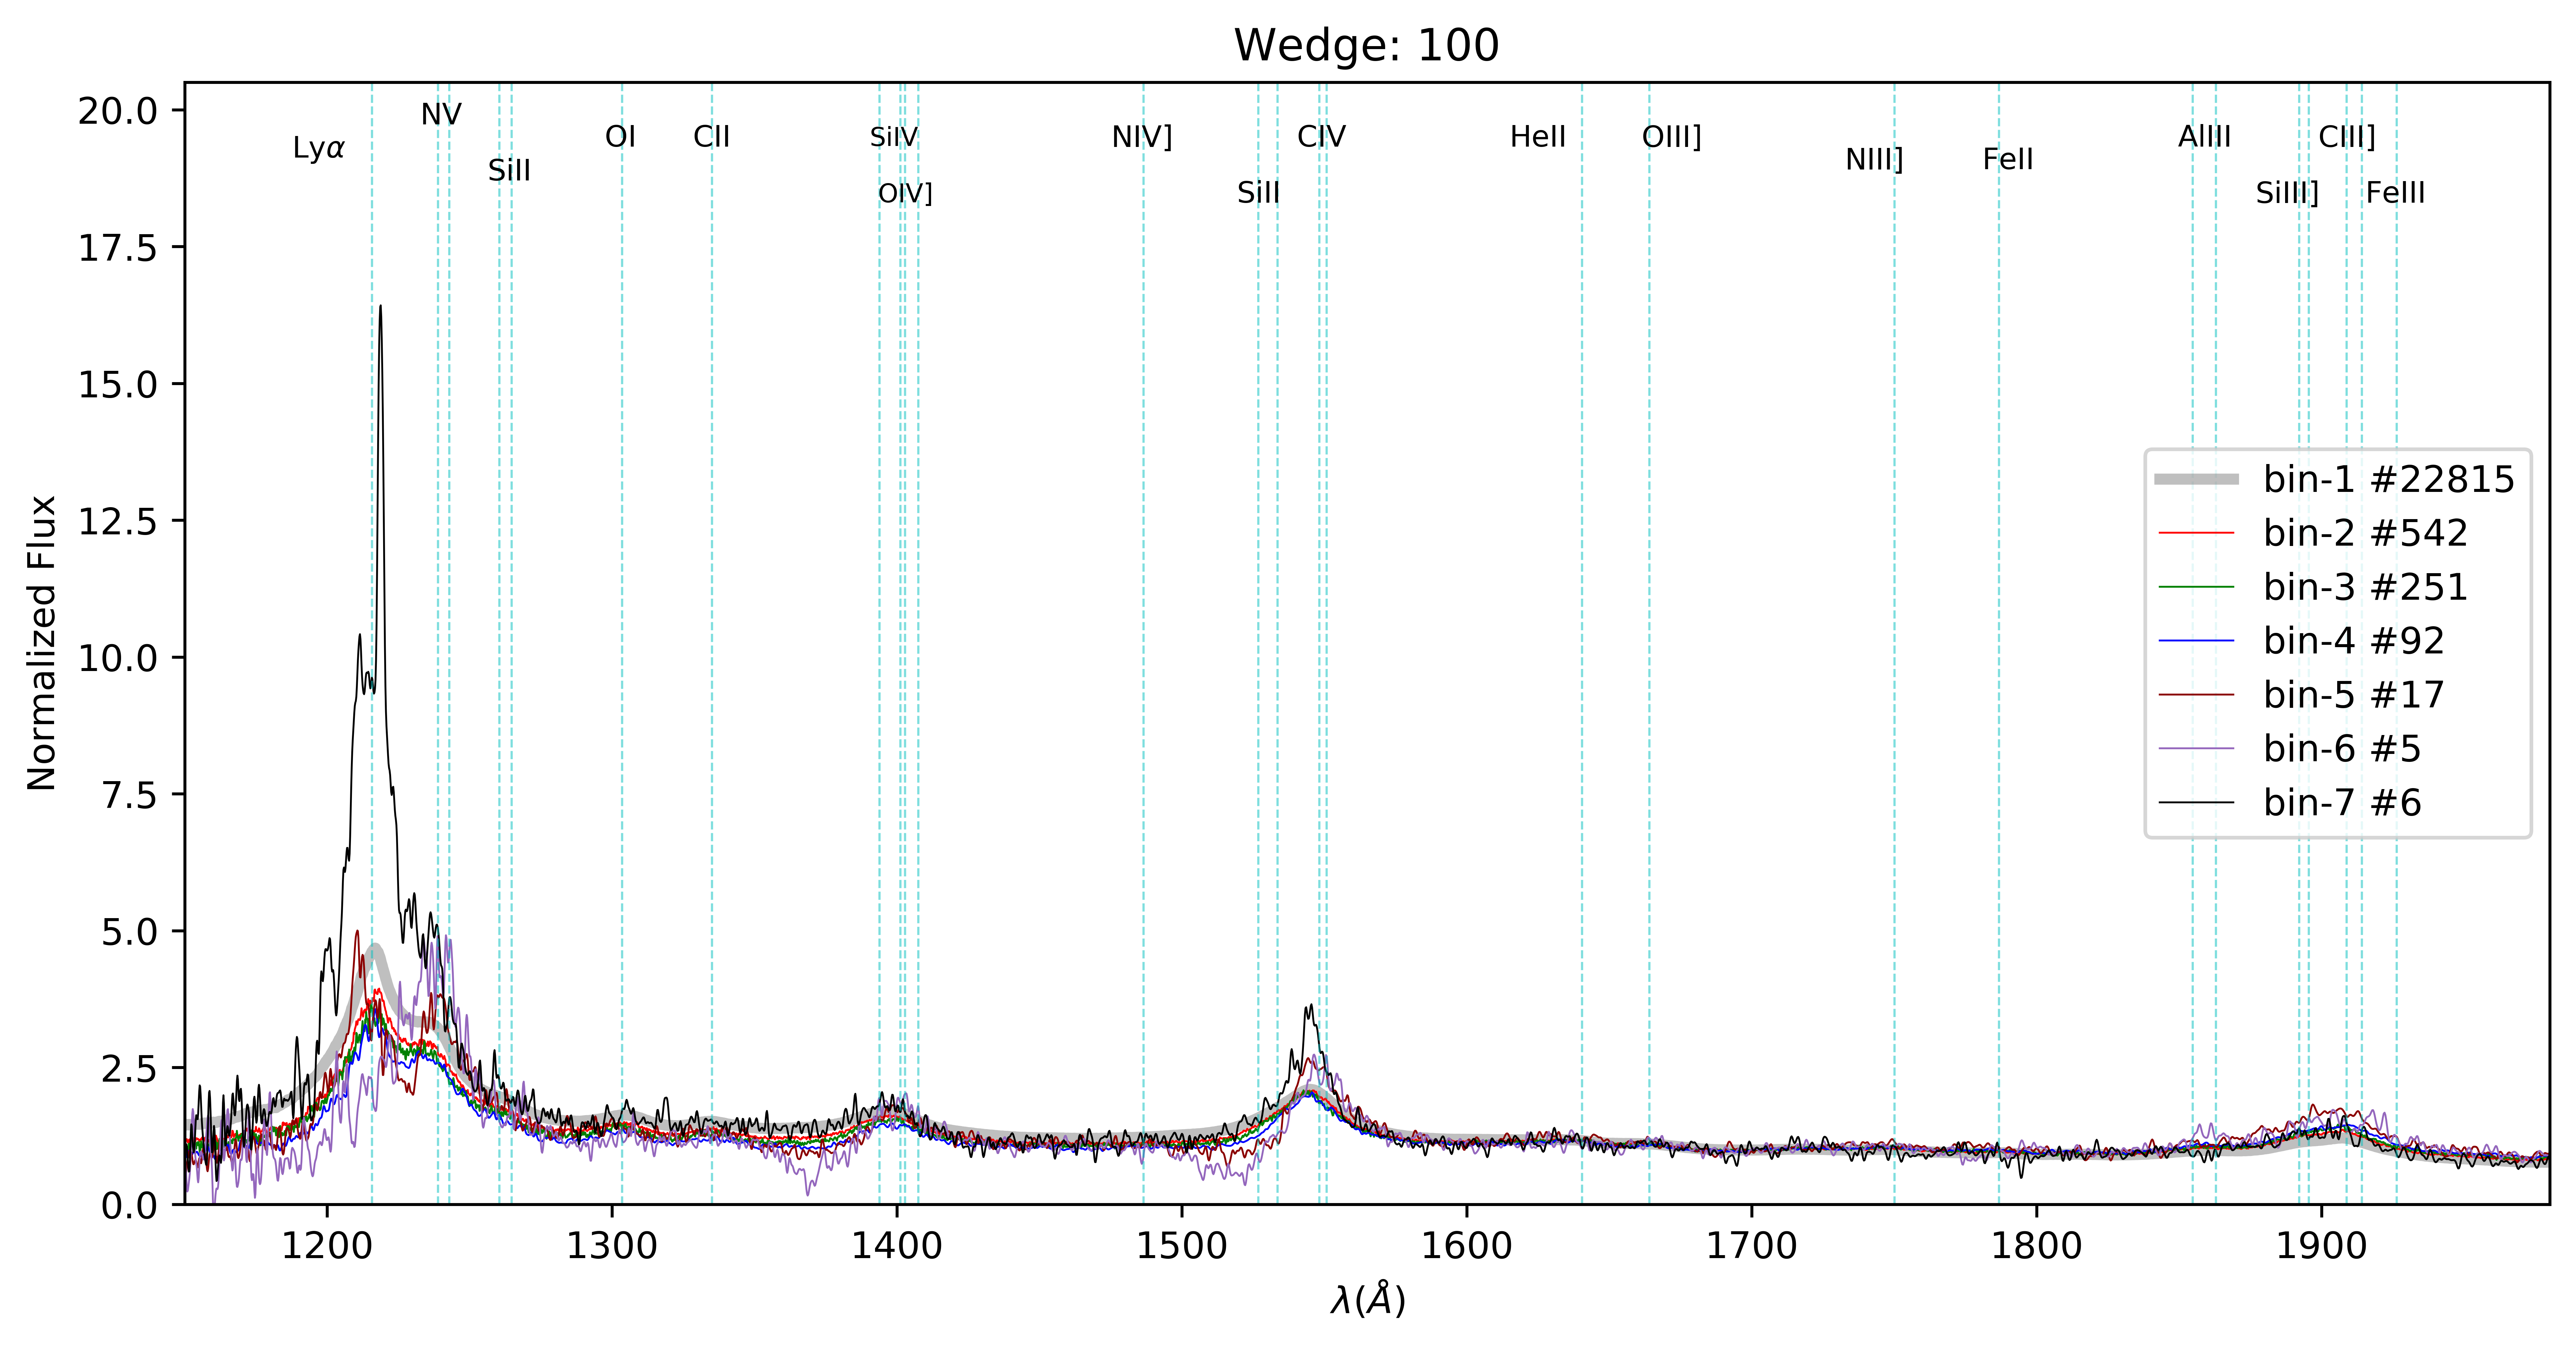 Wedge: 100
NV
Lyα
SiII
OI
CII
SiIV
OIV]
NIV]
SiII
CIV
HeII
OIII]
NIII]
FeII
AlIII
SiIII]
CIII]
FeIII
20.0
17.5
15.0
12.5
10.0
7.5
5.0
2.5
0.0
Normalized Flux
bin-1 #22815
bin-2 #542
bin-3 #251
bin-4 #92
bin-5 #17
bin-6 #5
bin-7 #6
1200 1300 1400 1500 1600 1700 1800 1900
λ(Å)